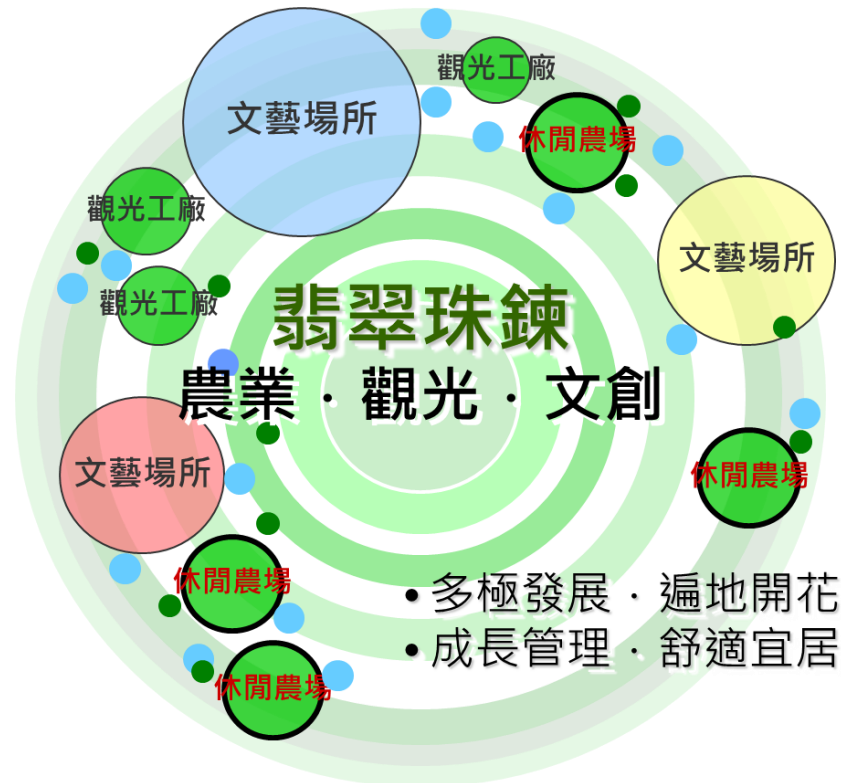 觀光工廠
文藝場所
休閒農場
觀光工廠
文藝場所
觀光工廠
翡翠珠鍊
農業．觀光．文創
文藝場所
休閒農場
休閒農場
•多極發展．遍地開花
•成長管理．舒適宜居
休閒農場